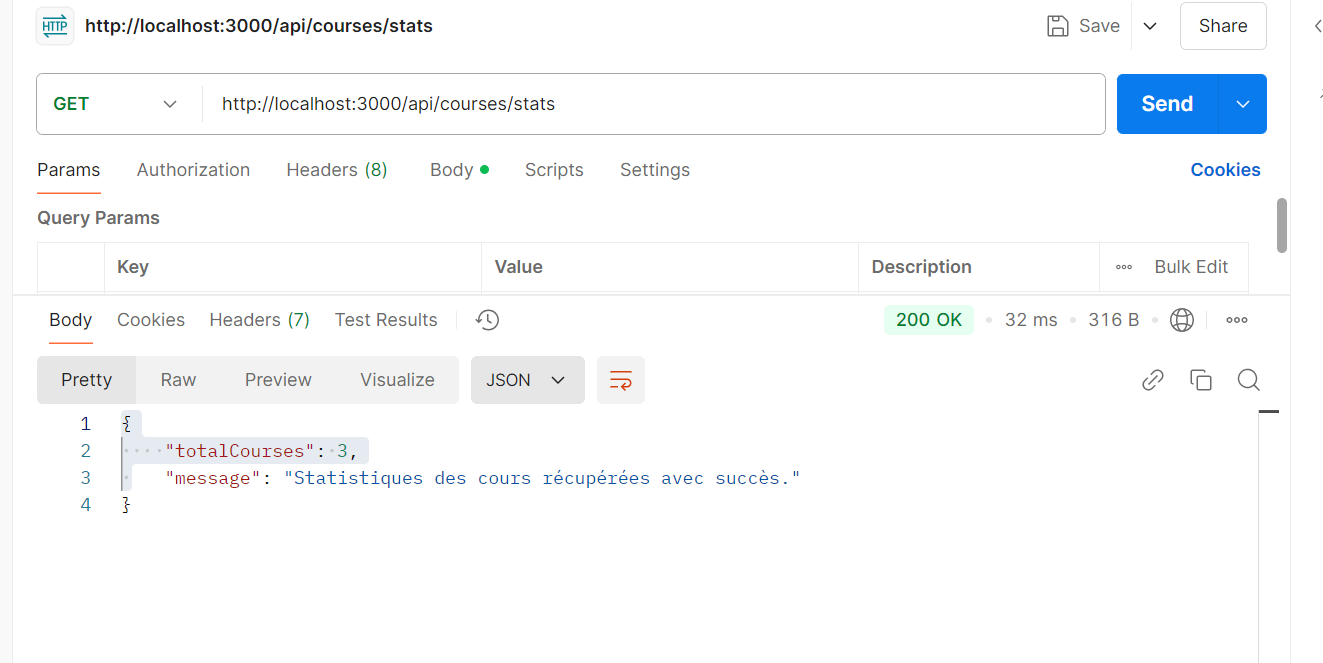 HTTP http://localhost:3000/api/courses/stats Save Share
GET http://localhost:3000/api/courses/stats Send
Params Authorization Headers (8) Body Scripts Settings Cookies
Query Params
Key Value Description Bulk Edit
Body Cookies Headers (7) Test Results 200 OK 32 ms 316 B
Pretty Raw Preview Visualize JSON
1 {
2 "totalCourses": 3,
3 "message": "Statistiques des cours récupérées avec succès."
4 }